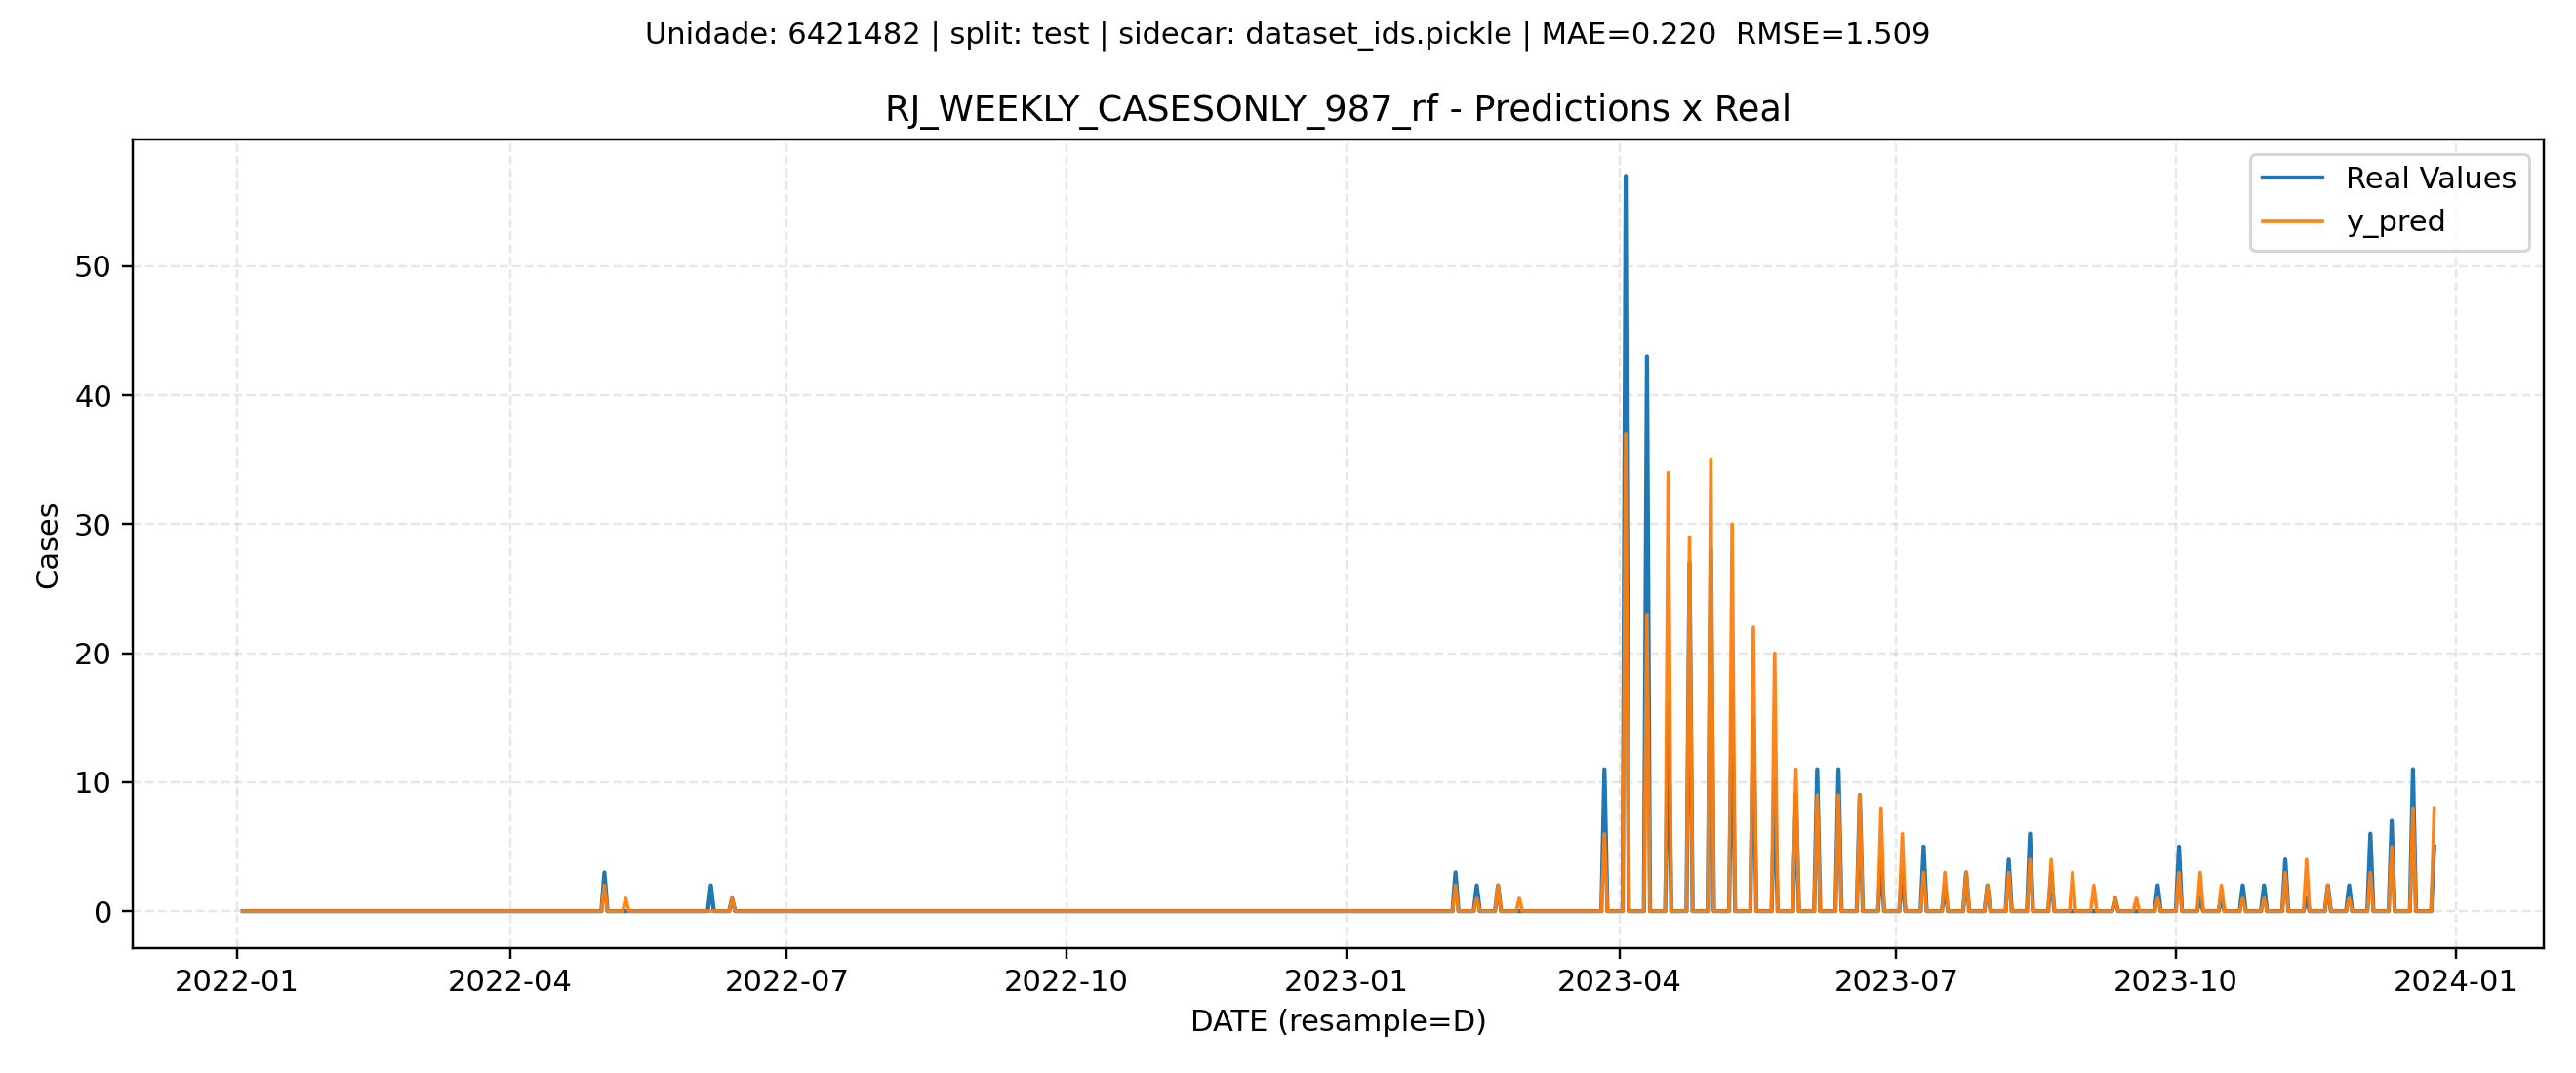 Unidade: 6421482 | split: test | sidecar: dataset_ids.pickle | MAE=0.220  RMSE=1.509
RJ_WEEKLY_CASESONLY_987_rf - Predictions x Real
Real Values
y_pred
50
40
30
20
10
0
Cases
2022-01
2022-04
2022-07
2022-10
2023-01
2023-04
2023-07
2023-10
2024-01
DATE (resample=D)